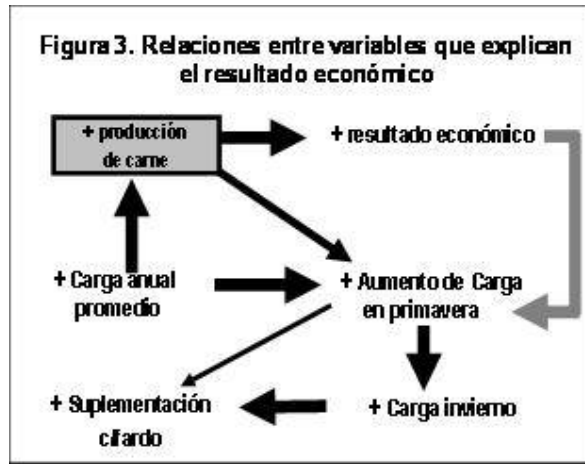 Figura 3. Relaciones entre variables que explican
el resultado económico
+ producción
de carne
+ resultado económico
+ Carga anual
promedio
+ Aumento de Carga
en primavera
+ Suplementación
cifardo
+ Carga invierno